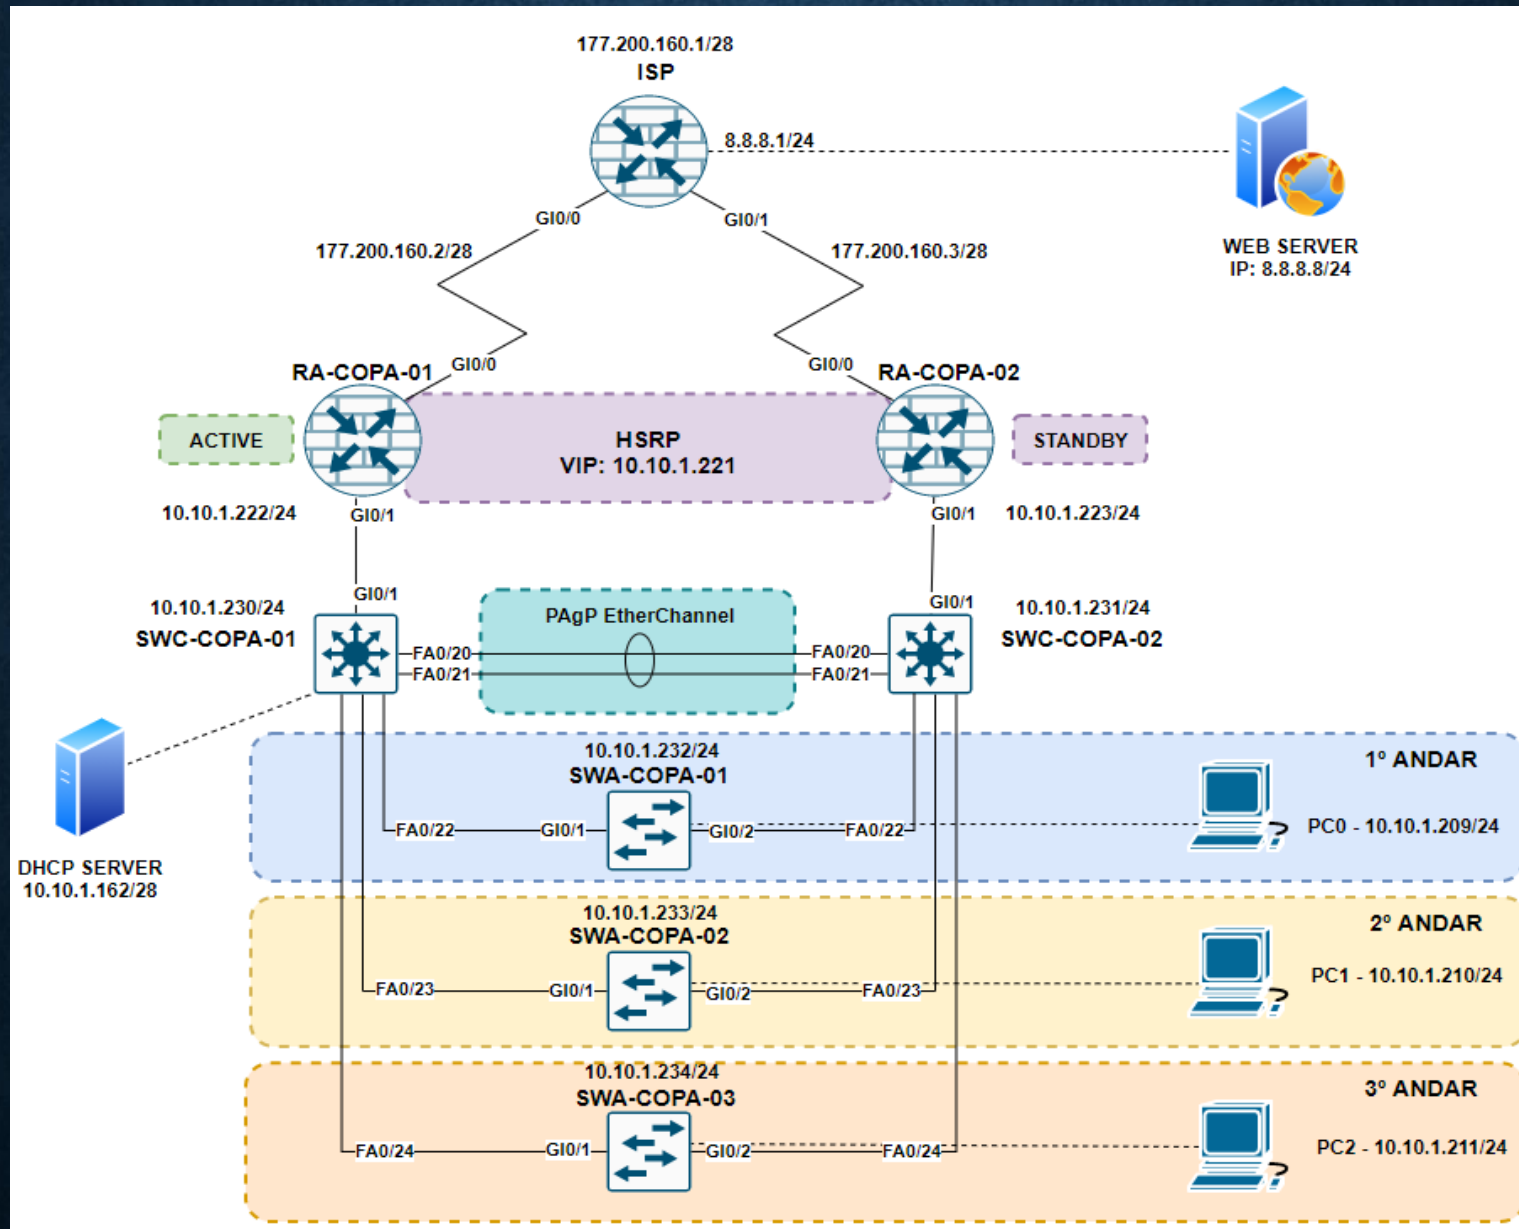 177.200.160.1/28
ISP
8.8.8.1/24
GI0/0
GI0/1
177.200.160.2/28
177.200.160.3/28
WEB SERVER
IP: 8.8.8.8/24
RA-COPA-01
GI0/0
GI0/0
RA-COPA-02
ACTIVE
HSRP
VIP: 10.10.1.221
STANDBY
10.10.1.222/24
GI0/1
GI0/1
10.10.1.223/24
GI0/1
GI0/1
10.10.1.230/24
SWC-COPA-01
PAgP EtherChannel
10.10.1.231/24
SWC-COPA-02
FA0/20
FA0/20
FA0/21
FA0/21
DHCP SERVER
10.10.1.162/28
10.10.1.232/24
SWA-COPA-01
1º ANDAR
FA0/22
GI0/1
GI0/2
FA0/22
PC0 - 10.10.1.209/24
10.10.1.233/24
SWA-COPA-02
2º ANDAR
FA0/23
GI0/1
GI0/2
FA0/23
PC1 - 10.10.1.210/24
10.10.1.234/24
SWA-COPA-03
3º ANDAR
FA0/24
GI0/1
GI0/2
FA0/24
PC2 - 10.10.1.211/24